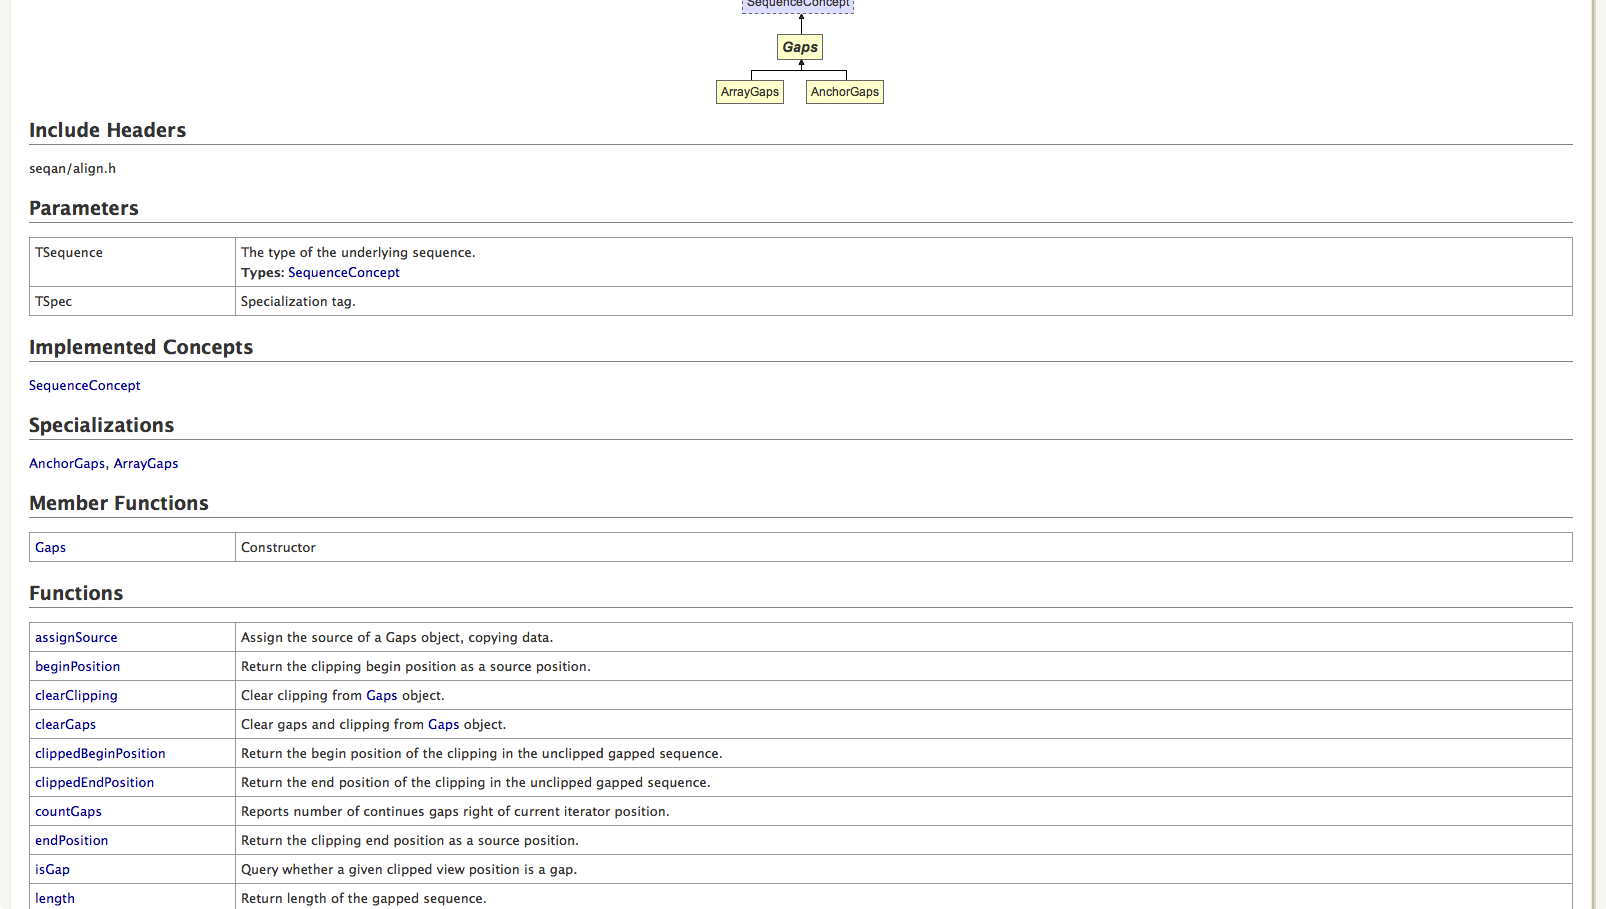 SequenceConcept
Gaps
ArrayGaps AnchorGaps
Include Headers
seqan/align.h
Parameters
TSequence The type of the underlying sequence.
Types: SequenceConcept
TSpec Specialization tag.
Implemented Concepts
SequenceConcept
Specializations
AnchorGaps, ArrayGaps
Member Functions
Gaps Constructor
Functions
assignSource Assign the source of a Gaps object, copying data.
beginPosition Return the clipping begin position as a source position.
clearClipping Clear clipping from Gaps object.
clearGaps Clear gaps and clipping from Gaps object.
clippedBeginPosition Return the begin position of the clipping in the unclipped gapped sequence.
clippedEndPosition Return the end position of the clipping in the unclipped gapped sequence.
countGaps Reports number of continues gaps right of current iterator position.
endPosition Return the clipping end position as a source position.
isGap Query whether a given clipped view position is a gap.
length Return length of the gapped sequence.